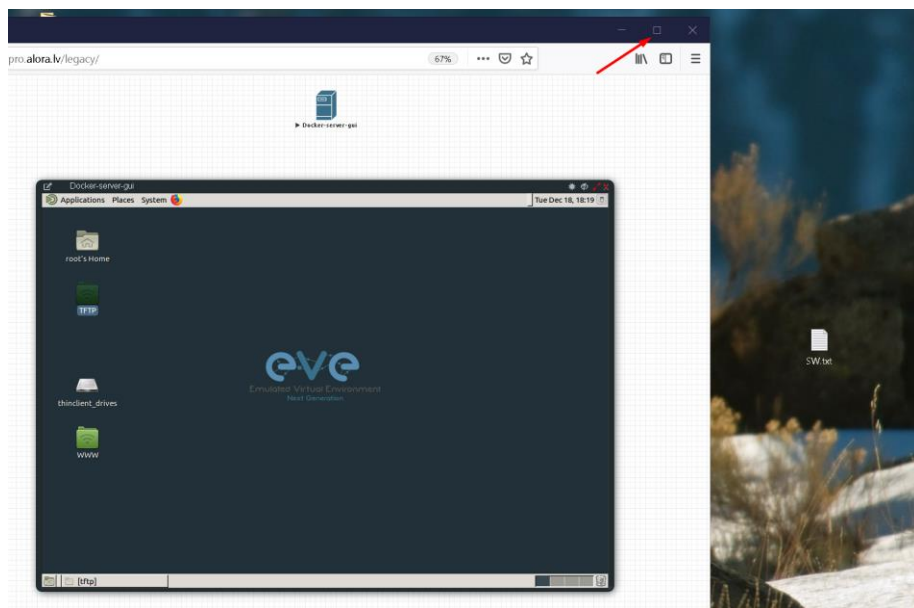 pro.alora.lv/legacy/
67%
Docker-server-gui
Docker-server-gui
Applications Places System
Tue Dec 18, 18:19
root's Home
TFTP
eve
Emulated Virtual Environment
Next Generation
thinclient_drives
WWW
SW.txt
[tftp]